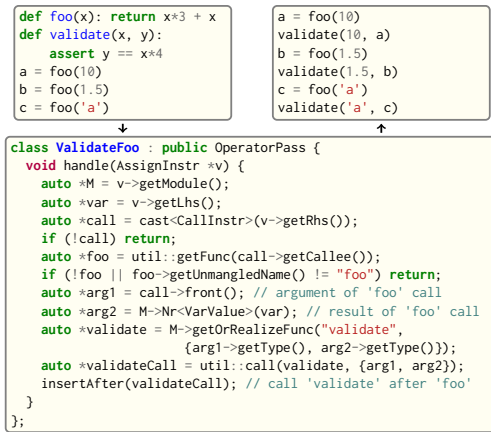 def foo(x): return x*3 + x
def validate(x, y):
    assert y == x*4
a = foo(10)
b = foo(1.5)
c = foo('a')
a = foo(10)
validate(10, a)
b = foo(1.5)
validate(1.5, b)
c = foo('a')
validate('a', c)
class ValidateFoo : public OperatorPass {
  void handle(AssignInstr *v) {
    auto *M = v->getModule();
    auto *var = v->getLhs();
    auto *call = cast<CallInstr>(v->getRhs());
    if (!call) return;
    auto *foo = util::getFunc(call->getCallee());
    if (!foo || foo->getUnmangledName() != "foo") return;
    auto *arg1 = call->front(); // argument of 'foo' call
    auto *arg2 = M->Nr<VarValue>(var); // result of 'foo' call
    auto *validate = M->getOrRealizeFunc("validate",
                     {arg1->getType(), arg2->getType()});
    auto *validateCall = util::call(validate, {arg1, arg2});
    insertAfter(validateCall); // call 'validate' after 'foo'
  }
};